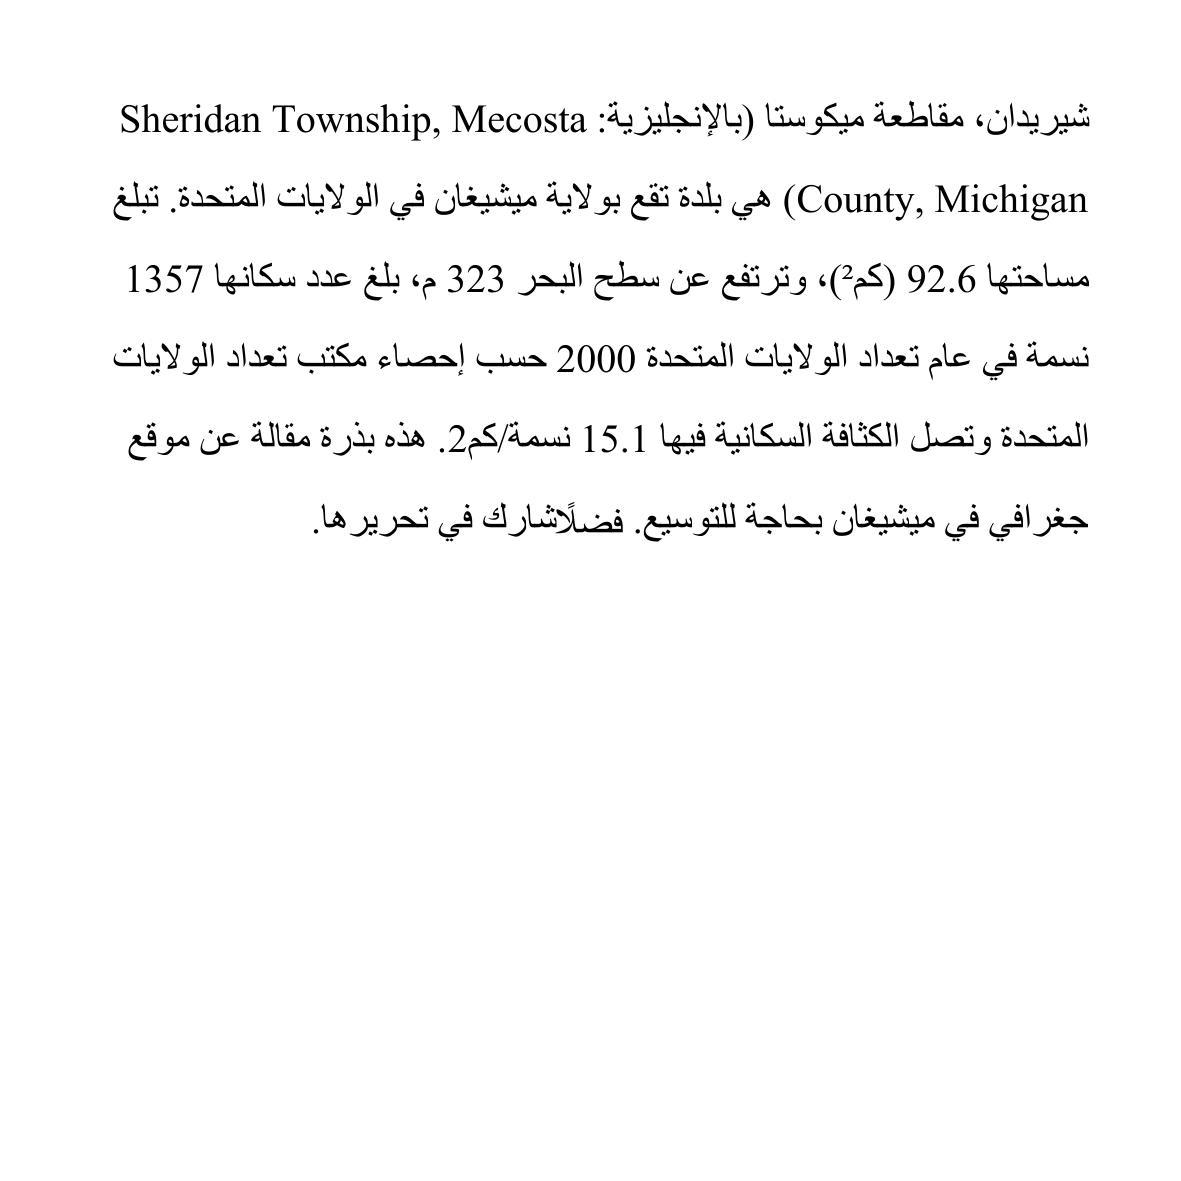 شيريدان، مقاطعة ميكوستا (بالإنجليزية: Sheridan Township, Mecosta
County, Michigan) هي بلدة تقع بولاية ميشيغان في الولايات المتحدة. تبلغ
مساحتها 92.6 (كم²)، وترتفع عن سطح البحر 323 م، بلغ عدد سكانها 1357
نسمة في عام تعداد الولايات المتحدة 2000 حسب إحصاء مكتب تعداد الولايات
المتحدة وتصل الكثافة السكانية فيها 15.1 نسمة/كم2. هذه بذرة مقالة عن موقع
جغرافي في ميشيغان بحاجة للتوسيع. فضلًاشارك في تحريرها.